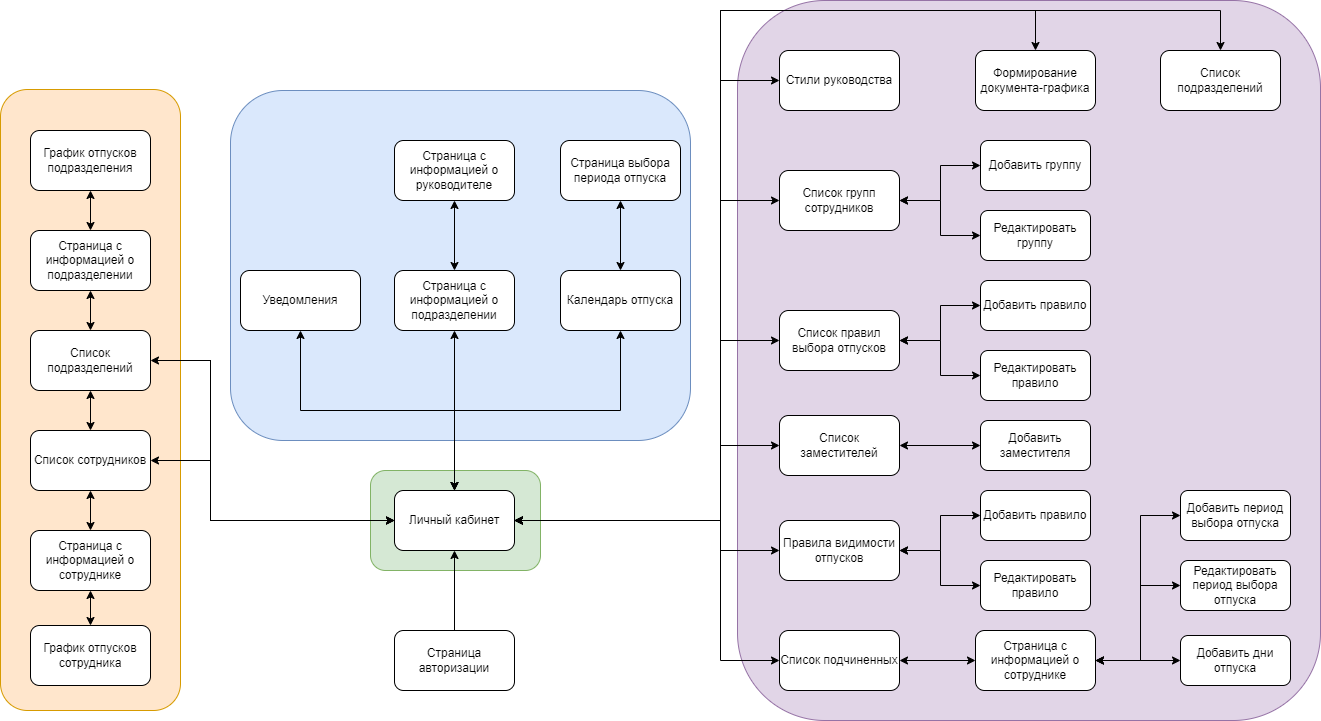 График отпусков
подразделения
Страница с
информацией о
подразделении
Список
подразделений
Список сотрудников
Страница с
информацией о
сотруднике
График отпусков
сотрудника
Страница с
информацией о
руководителе
Страница выбора
периода отпуска
Уведомления
Страница с
информацией о
подразделении
Календарь отпуска
Личный кабинет
Страница
авторизации
Стили руководства
Формирование
документа-графика
Список
подразделений
Список групп
сотрудников
Добавить группу
Редактировать
группу
Список правил
выбора отпусков
Добавить правило
Редактировать
правило
Список
заместителей
Добавить
заместителя
Правила видимости
отпусков
Добавить правило
Редактировать
правило
Список подчиненных
Страница с
информацией о
сотруднике
Добавить период
выбора отпуска
Редактировать
период выбора
отпуска
Добавить дни
отпуска